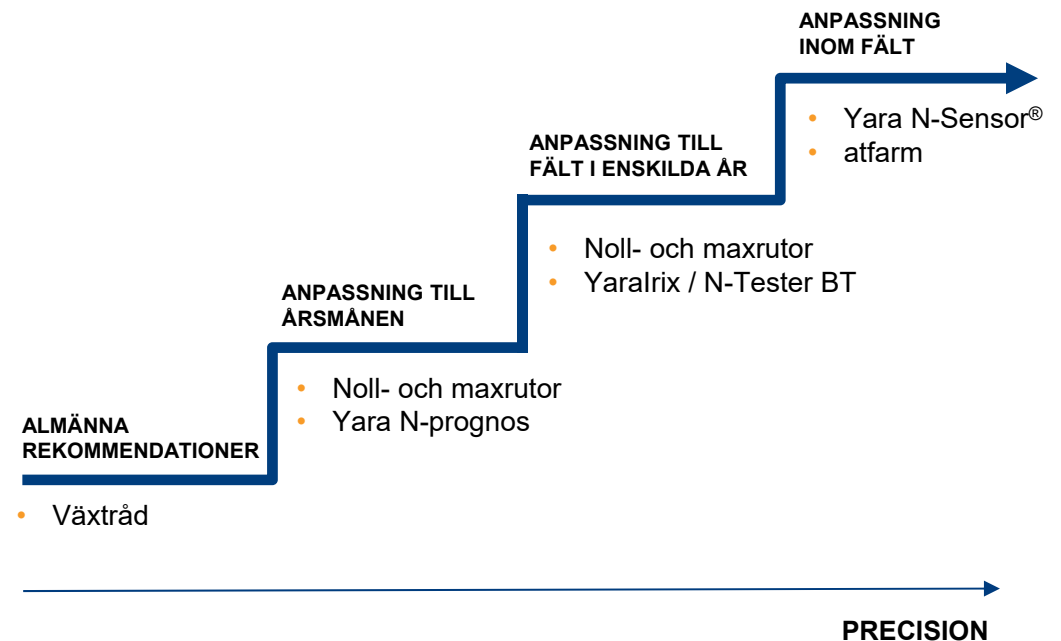 ANPASSNING
INOM FÄLT
• Yara N-Sensor®
• atfarm
ANPASSNING TILL
FÄLT I ENSKILDA ÅR
• Noll- och maxrutor
• YaraIrix / N-Tester BT
ANPASSNING TILL
ÅRSMÅNEN
• Noll- och maxrutor
• Yara N-prognos
ALMÄNNA
REKOMMENDATIONER
• Växtråd
PRECISION